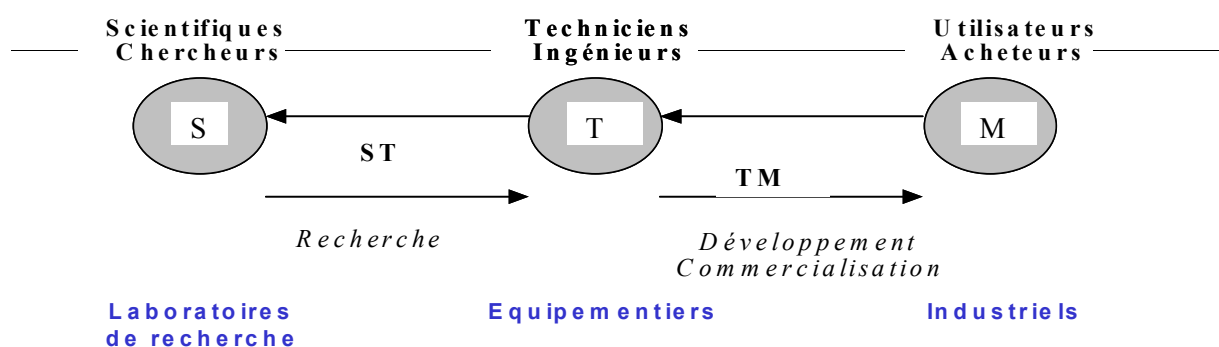 Scientifiques
Chercheurs
Techniciens
Ingénieurs
Utilisateurs
Acheteurs
S
T
M
ST
TM
Recherche
Développement
Commercialisation
Laboratoires
de recherche
Equipementiers
Industriels